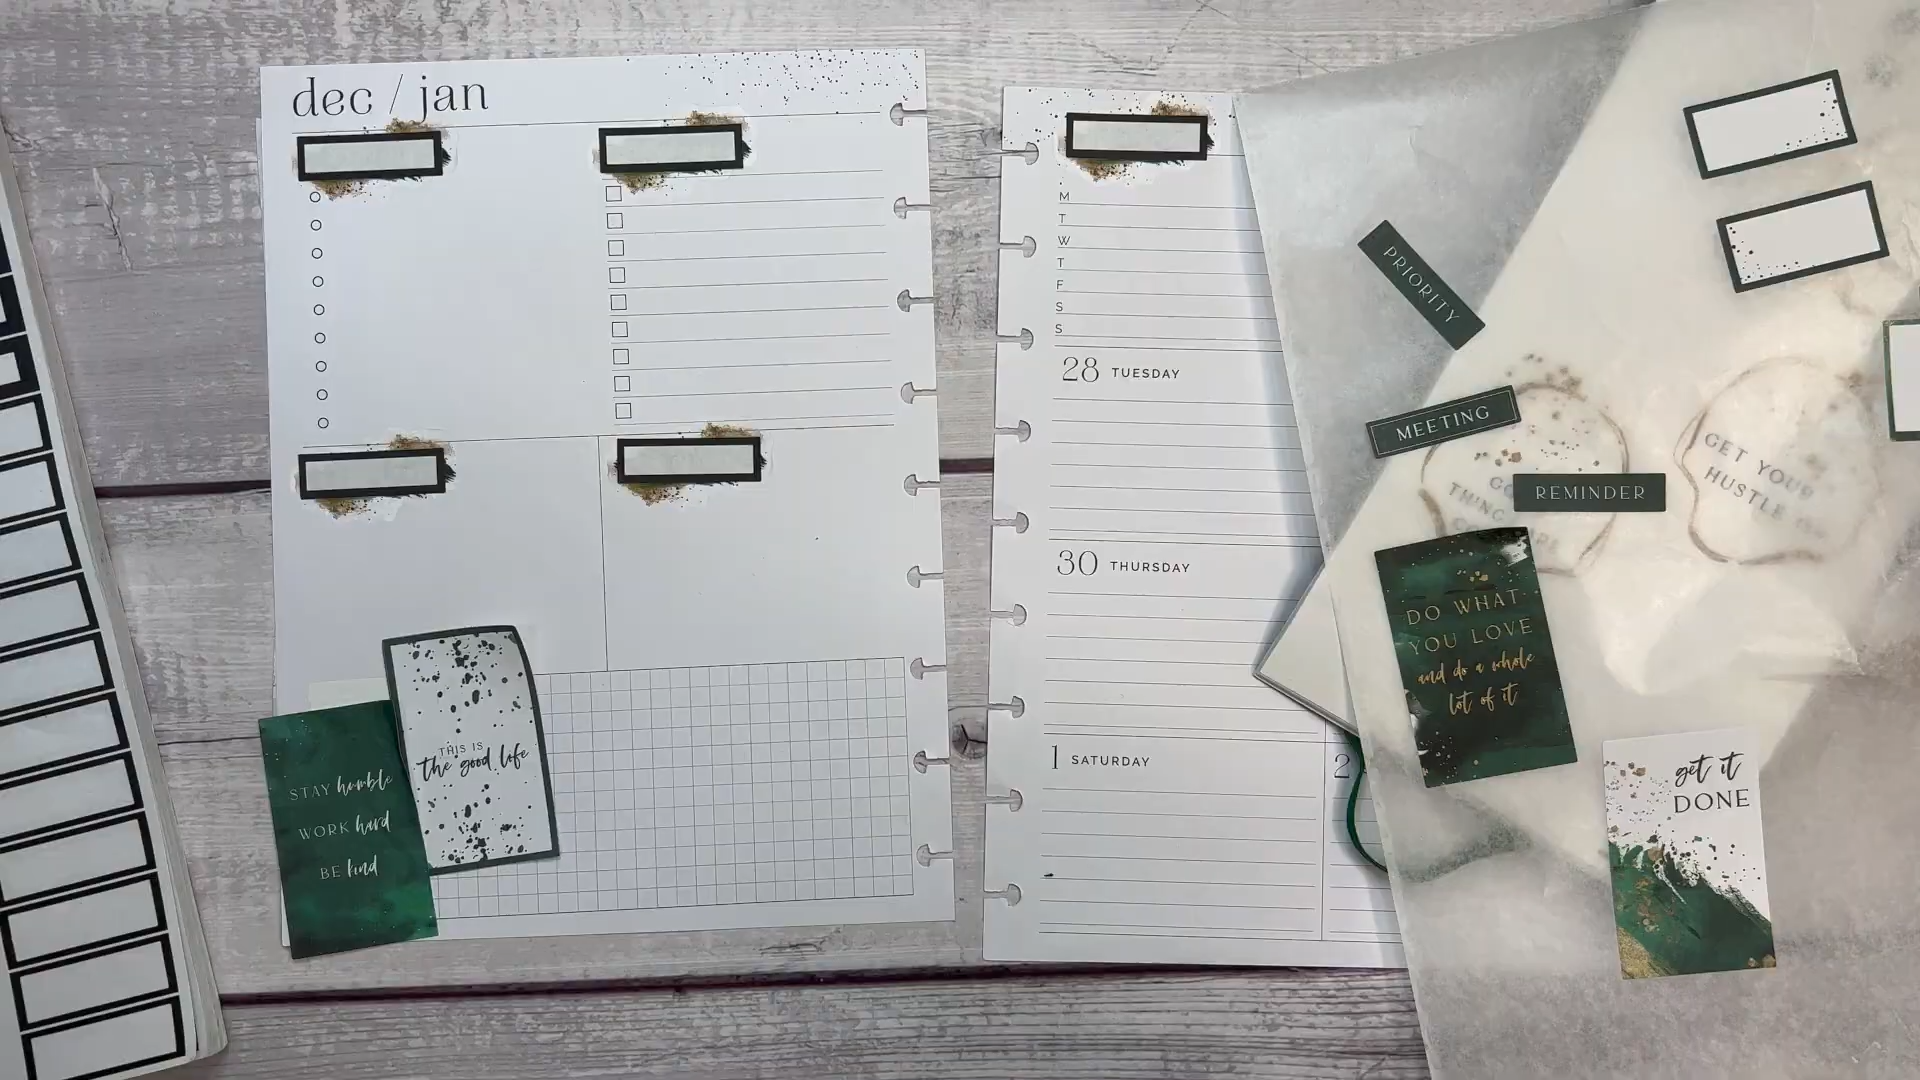 dec / jan
STAY humble
WORK hard
BE kind
THIS IS
the good life
M
T
W
T
F
S
S
28 TUESDAY
30 THURSDAY
1 SATURDAY
2
PRIORITY
MEETING
REMINDER
GET YOUR
HUSTLE
DO WHAT
YOU LOVE
and do a whole
lot of it
get it
DONE